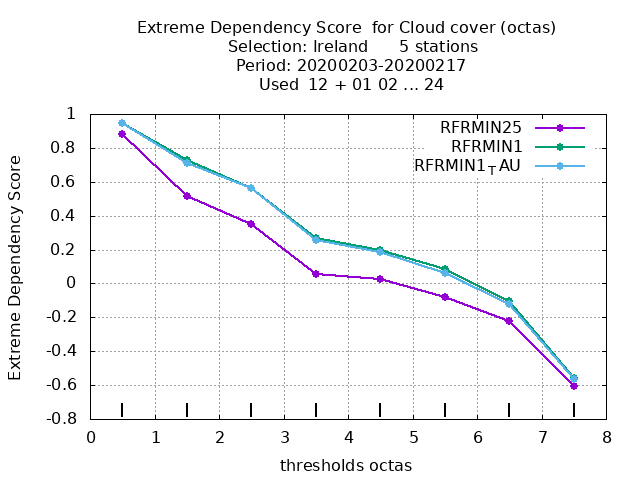 Extreme Dependency Score  for Cloud cover (octas)
Selection: Ireland      5 stations
Period: 20200203-20200217
Used  12 + 01 02 ... 24
RFRMIN25
RFRMIN1
RFRMIN1TAU
Extreme Dependency Score
1
0.8
0.6
0.4
0.2
0
-0.2
-0.4
-0.6
-0.8
0 1 2 3 4 5 6 7 8
thresholds octas